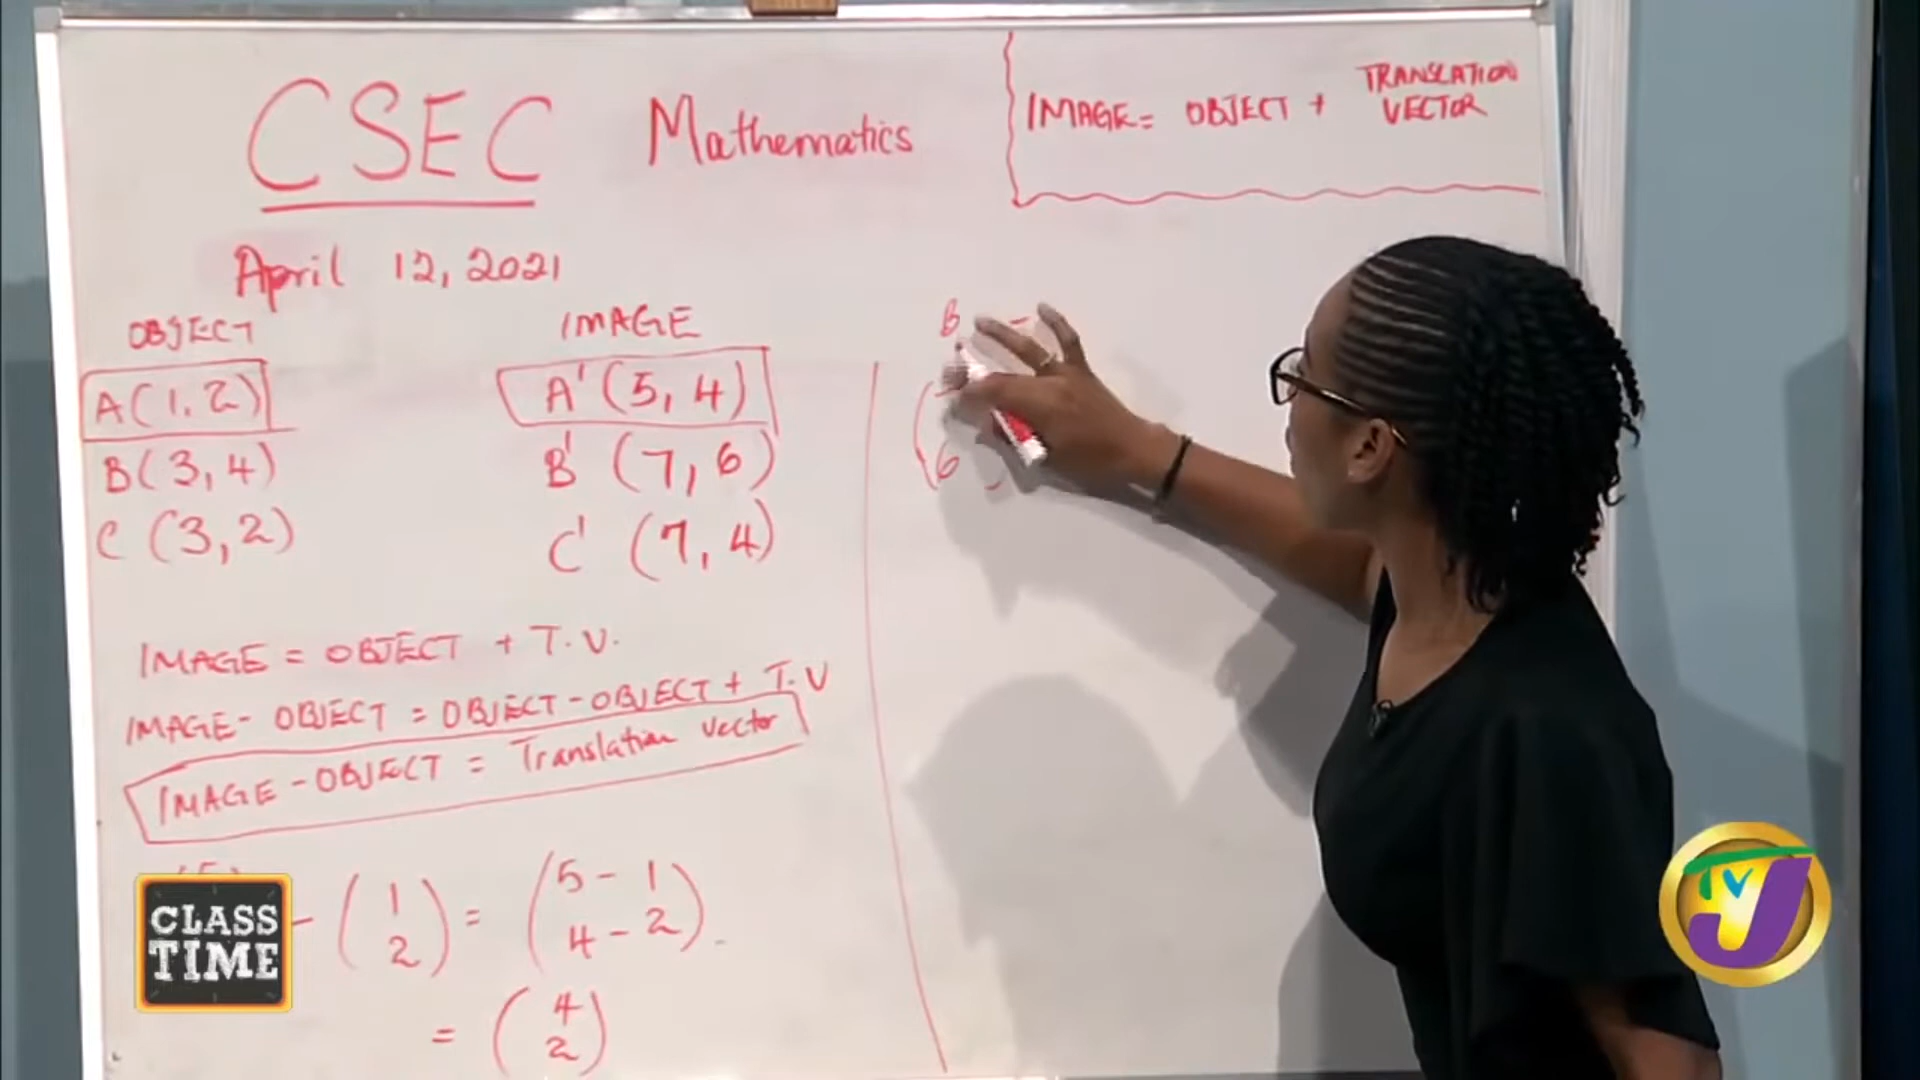 CSEC Mathematics
IMAGE = OBJECT + TRANSLATION VECTOR
April 12, 2021
OBJECT IMAGE
A(1,2) A'(5,4)
B(3,4) B'(7,6)
C(3,2) C'(7,4)
IMAGE = OBJECT + T.V.
IMAGE - OBJECT = OBJECT - OBJECT + T.V
IMAGE - OBJECT = Translation vector
- (1 2) = (5 - 1 4 - 2)
= (4 2)
B -
(6
CLASS TIME
TVJ